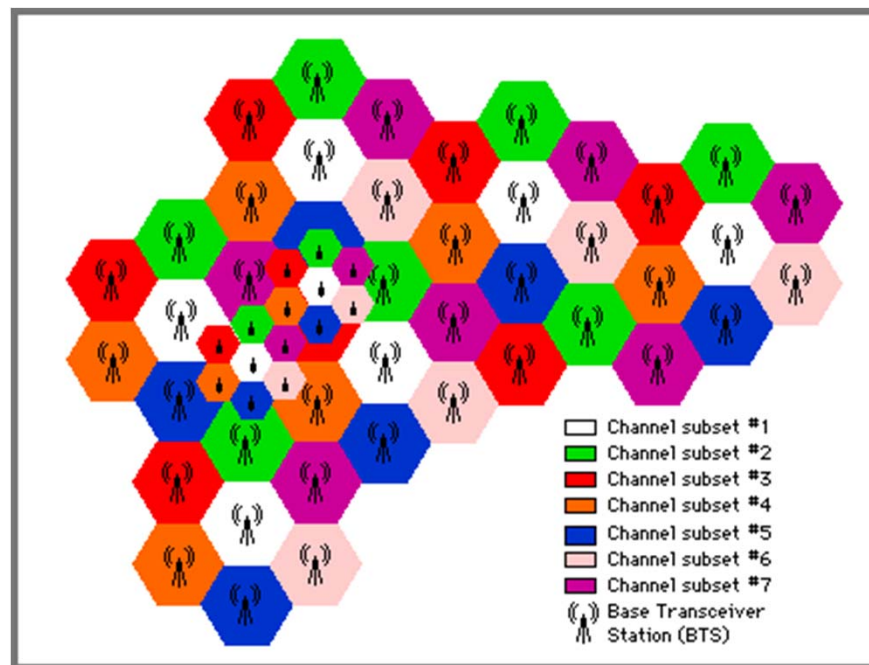 Channel subset #1
Channel subset #2
Channel subset #3
Channel subset #4
Channel subset #5
Channel subset #6
Channel subset #7
Base Transceiver
Station (BTS)